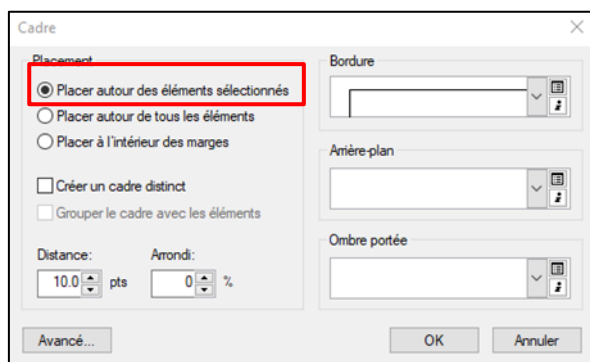 Cadre
Placement
Placer autour des éléments sélectionnés
Placer autour de tous les éléments
Placer à l'intérieur des marges
Créer un cadre distinct
Grouper le cadre avec les éléments
Distance:
Arrondi:
10.0 pts
0 %
Bordure
Arrière-plan
Ombre portée
Avancé...
OK
Annuler